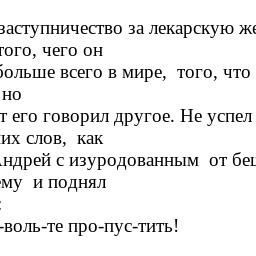 заступничество за лекарскую же
того, чего он
больше всего в мире, того, что
но
т его говорил другое. Не успел
их слов, как
Андрей с изуродованным от беш
ему и поднял
:
-воль-те про-пус-тить!